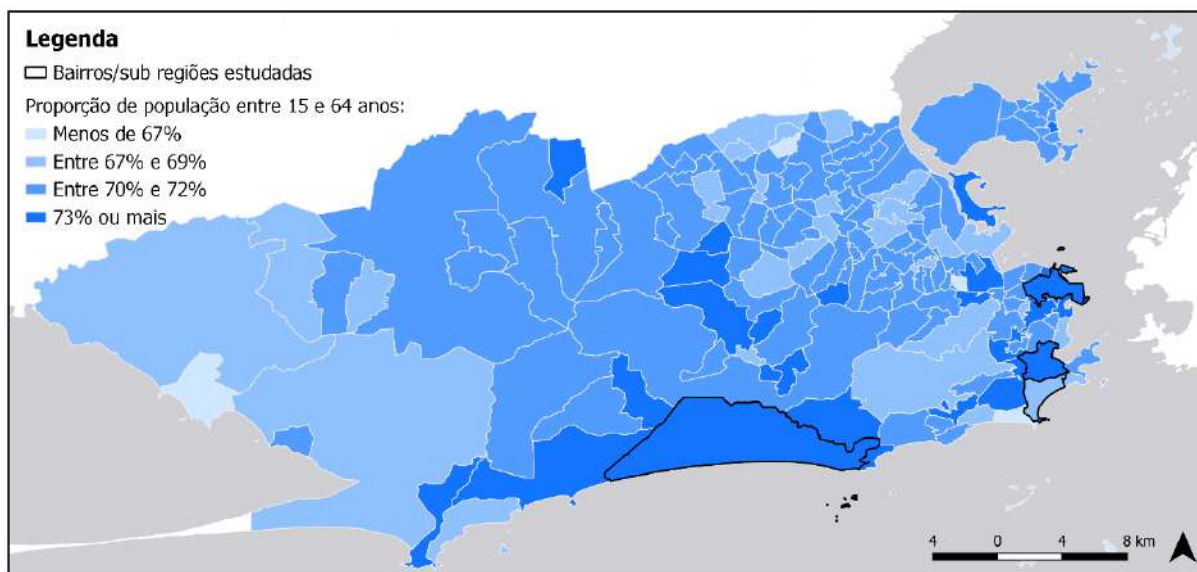 Legenda
Bairros/sub regiões estudadas
Proporção de população entre 15 e 64 anos:
Menos de 67%
Entre 67% e 69%
Entre 70% e 72%
73% ou mais
4 0 4 8 km